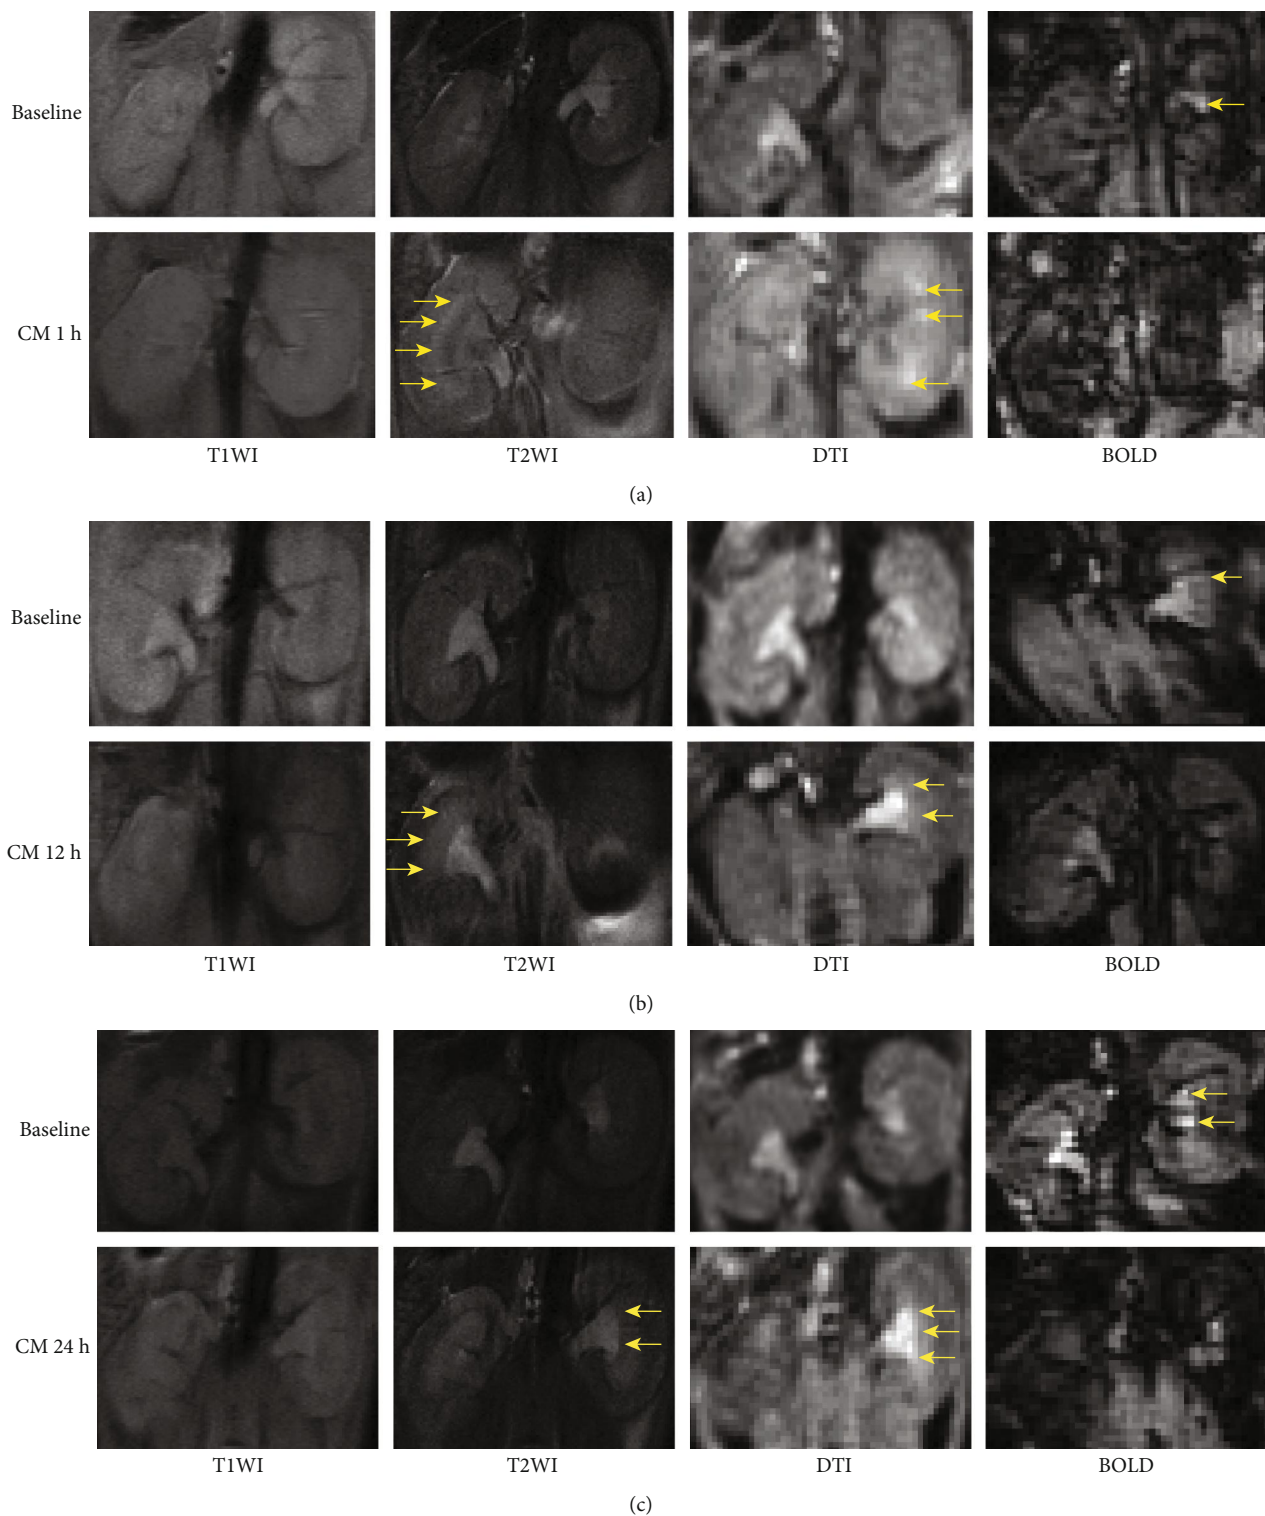 Baseline
CM 1 h
T1WI T2WI DTI BOLD
(a)
Baseline
CM 12 h
T1WI T2WI DTI BOLD
(b)
Baseline
CM 24 h
T1WI T2WI DTI BOLD
(c)